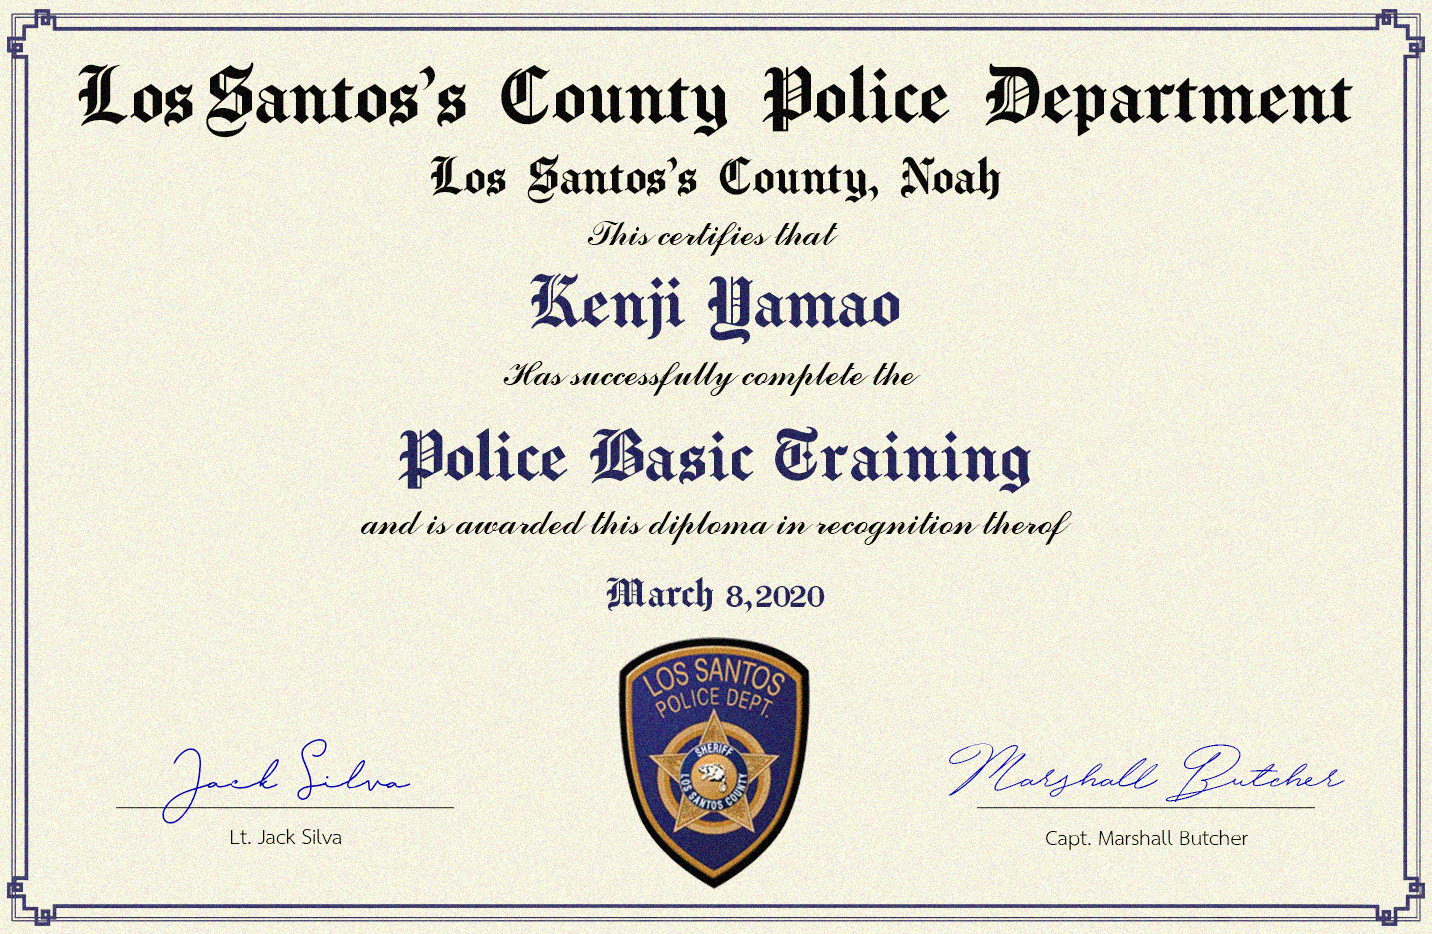 Los Santos's County Police Department
Los Santos's County, Noah
This certifies that
Kenji Yamao
Has successfully complete the
Police Basic Training
and is awarded this diploma in recognition therof
March 8,2020
LOS SANTOS
POLICE DEPT.
SHERIFF
LOS SANTOS COUNTY
Jack Silva
Lt. Jack Silva
Marshall Butcher
Capt. Marshall Butcher